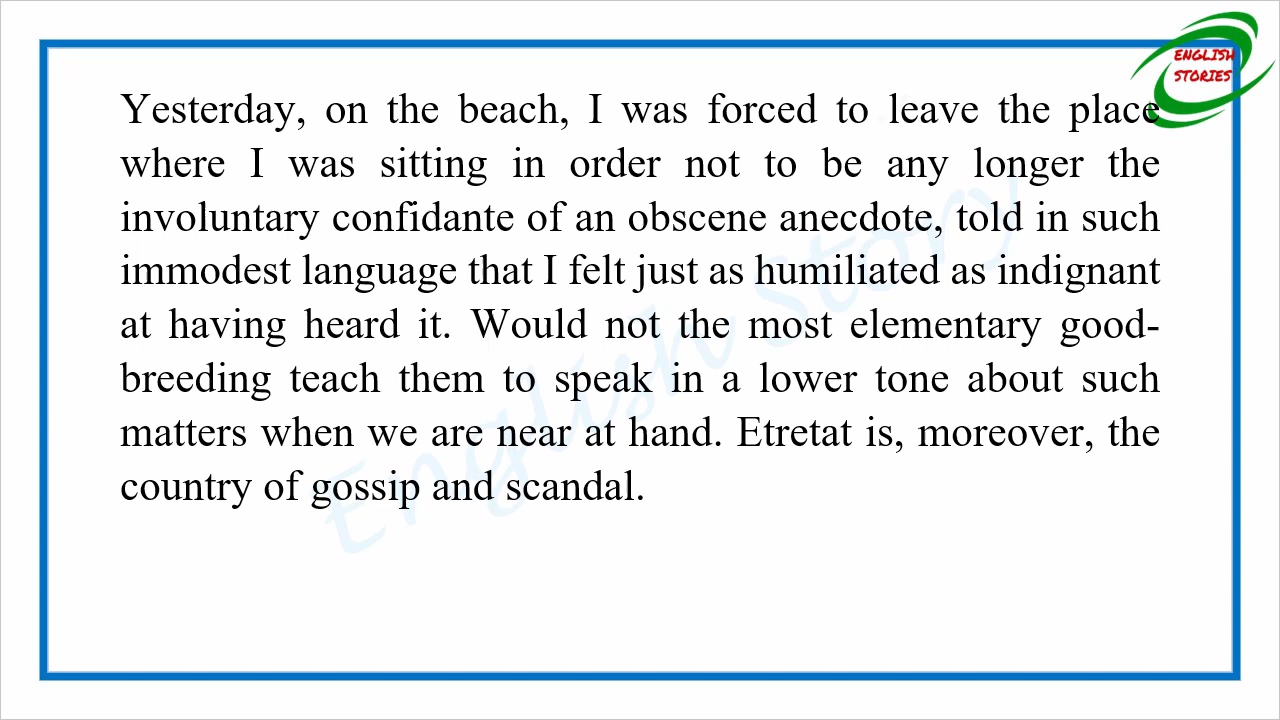 ENGLISH
STORIES
Yesterday, on the beach, I was forced to leave the place
where I was sitting in order not to be any longer the
involuntary confidante of an obscene anecdote, told in such
immodest language that I felt just as humiliated as indignant
at having heard it. Would not the most elementary good-
breeding teach them to speak in a lower tone about such
matters when we are near at hand. Etretat is, moreover, the
country of gossip and scandal.
English Story